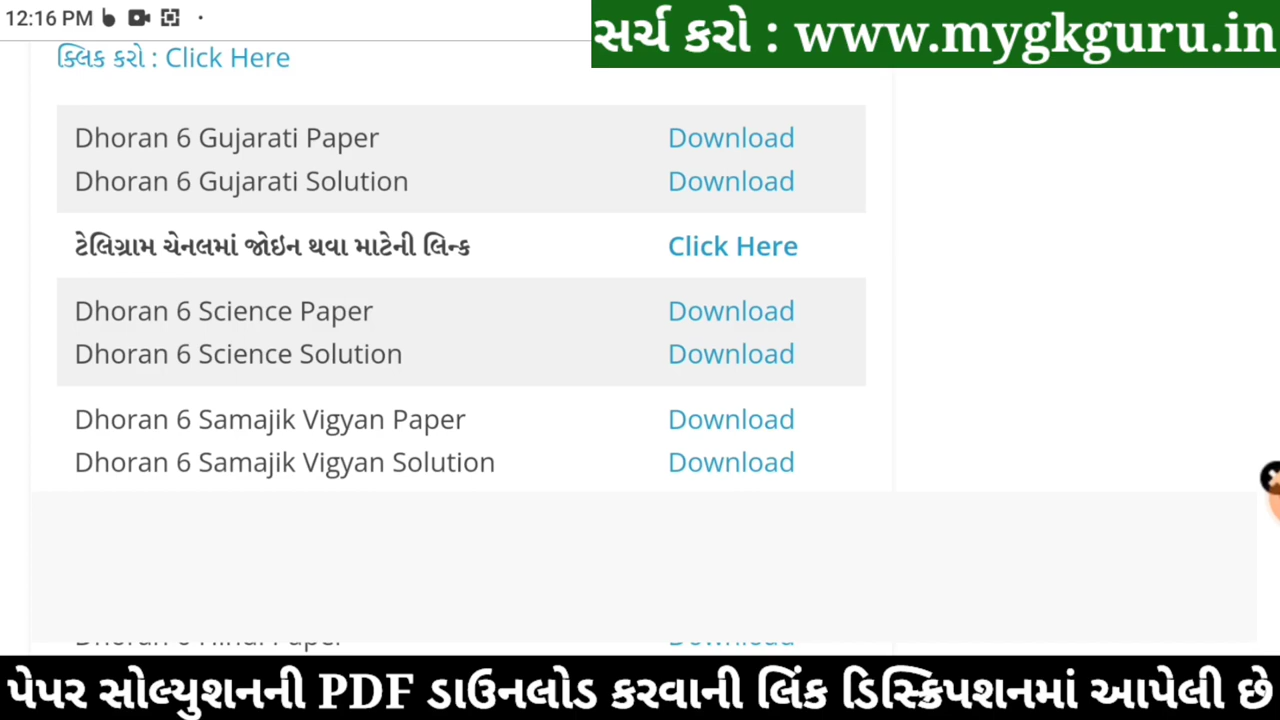 12:16 PM
સર્ચ કરો : www.mygkguru.in
ક્લિક કરો : Click Here
Dhoran 6 Gujarati Paper Download
Dhoran 6 Gujarati Solution Download
ટેલિગ્રામ ચેનલમાં જોઇન થવા માટેની લિન્ક Click Here
Dhoran 6 Science Paper Download
Dhoran 6 Science Solution Download
Dhoran 6 Samajik Vigyan Paper Download
Dhoran 6 Samajik Vigyan Solution Download
પેપર સોલ્યુશનની PDF ડાઉનલોડ કરવાની લિંક ડિસ્ક્રિપશનમાં આપેલી છે